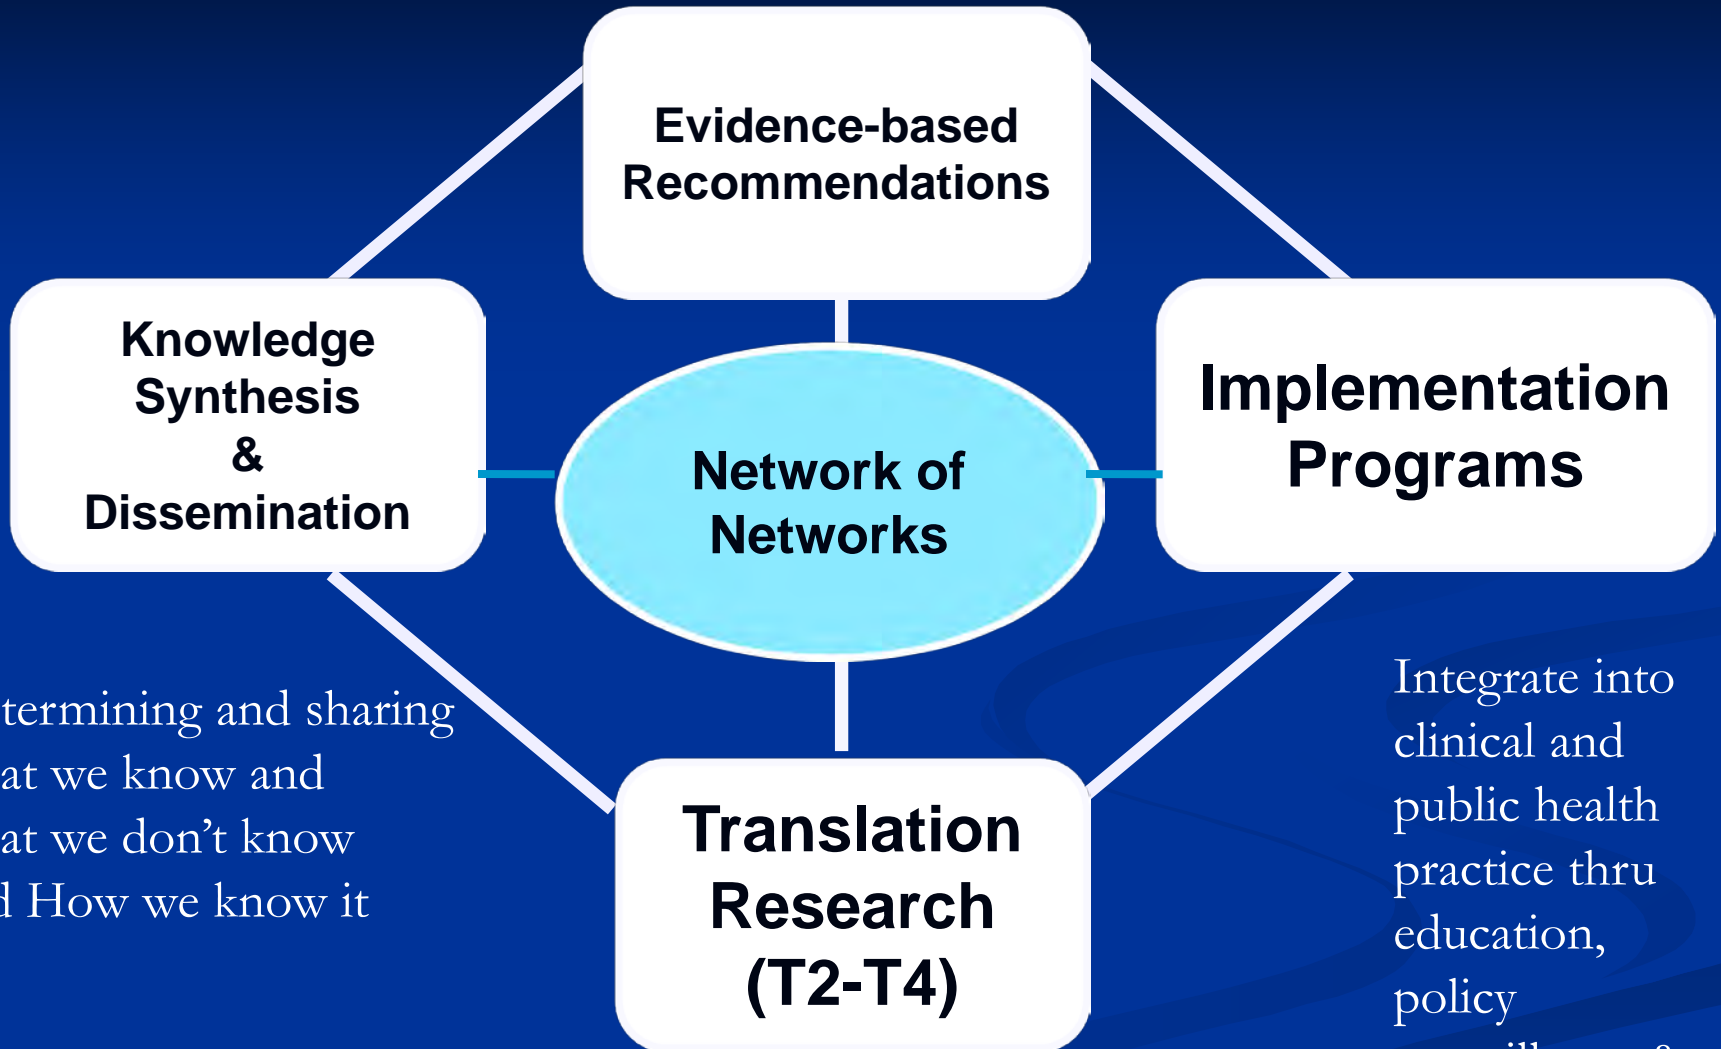 Evidence-based
Recommendations
Knowledge
Synthesis
&
Dissemination
Network of
Networks
Implementation
Programs
Translation
Research
(T2-T4)
termining and sharing
at we know and
at we don’t know
d How we know it
Integrate into
clinical and
public health
practice thru
education,
policy